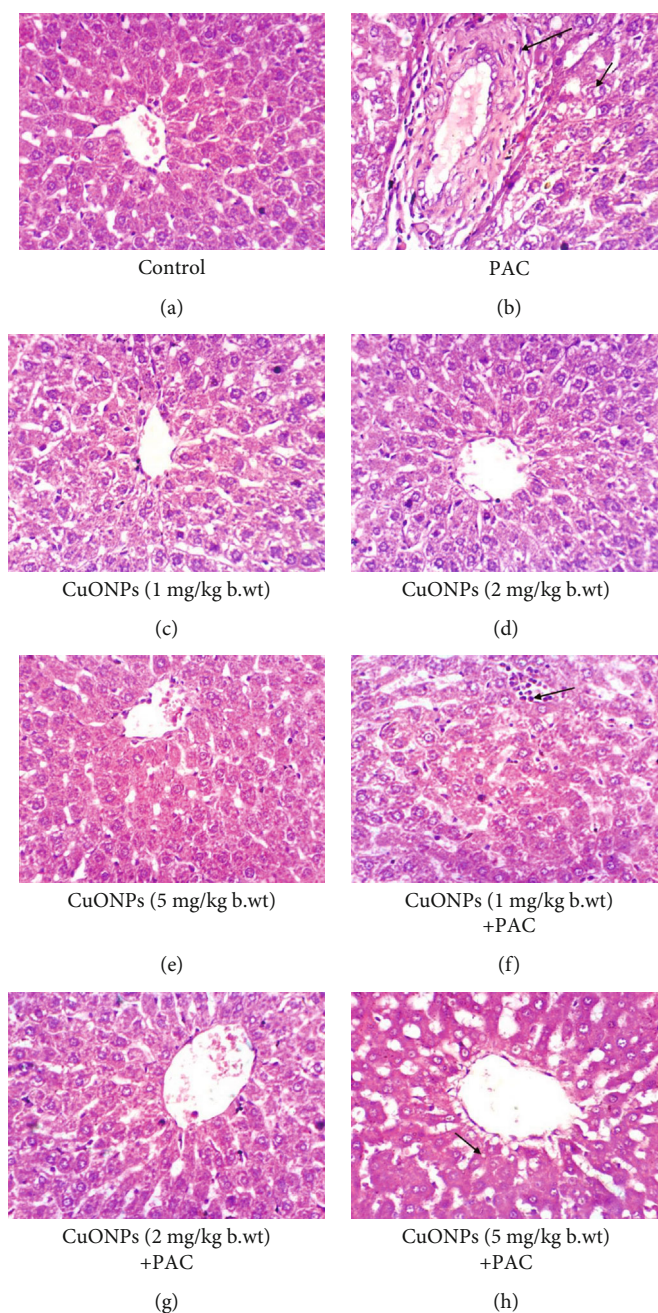 Control
PAC
(a)
(b)
CuONPs (1 mg/kg b.wt)
CuONPs (2 mg/kg b.wt)
(c)
(d)
CuONPs (5 mg/kg b.wt)
CuONPs (1 mg/kg b.wt)
+PAC
(e)
(f)
CuONPs (2 mg/kg b.wt)
+PAC
CuONPs (5 mg/kg b.wt)
+PAC
(g)
(h)